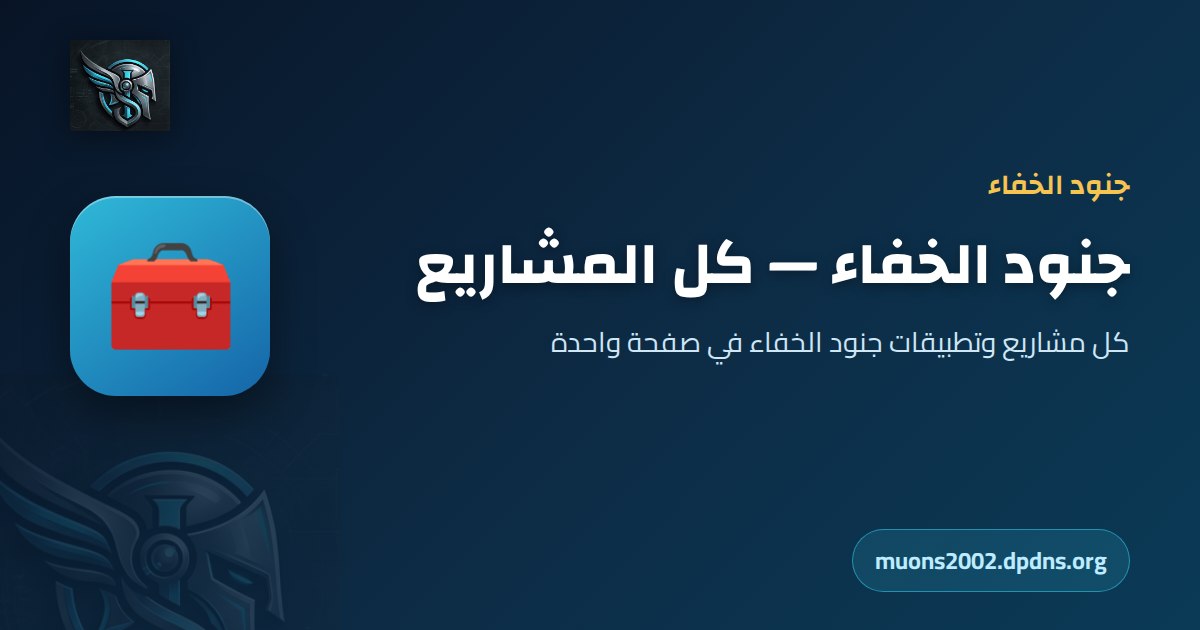 جنود الخفاء
جنود الخفاء — كل المشاريع
كل مشاريع وتطبيقات جنود الخفاء في صفحة واحدة
muons2002.dpdns.org